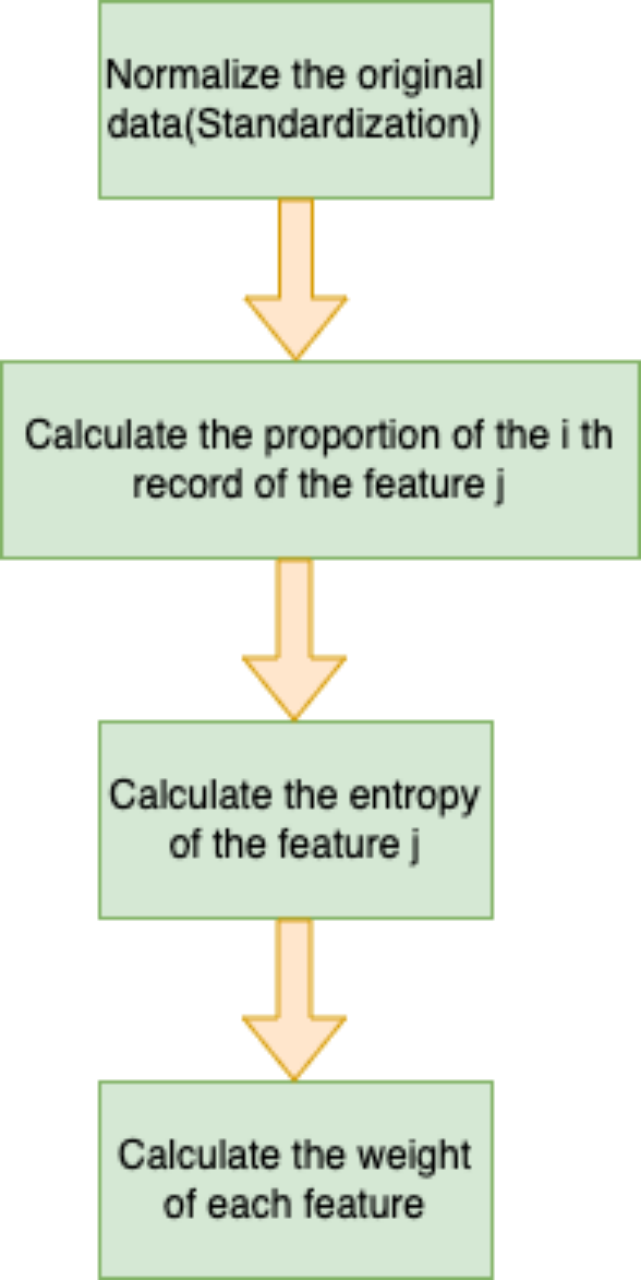 Normalize the original
data(Standardization)
Calculate the proportion of the i th
record of the feature j
Calculate the entropy
of the feature j
Calculate the weight
of each feature